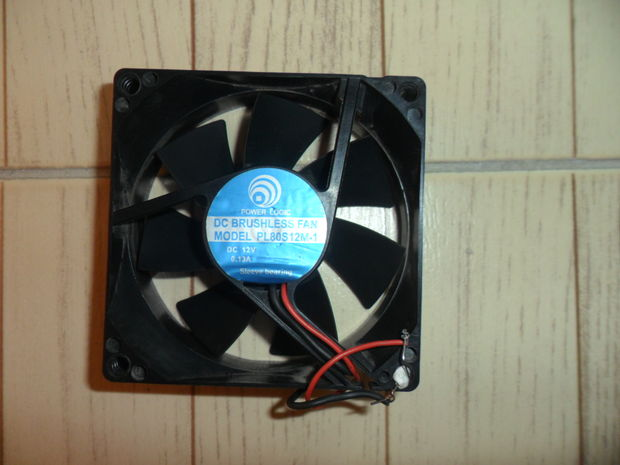 POWER LOGIC
DC BRUSHLESS FAN
MODEL PL80S12M-1
DC 12V
0.13A
Sleeve bearing